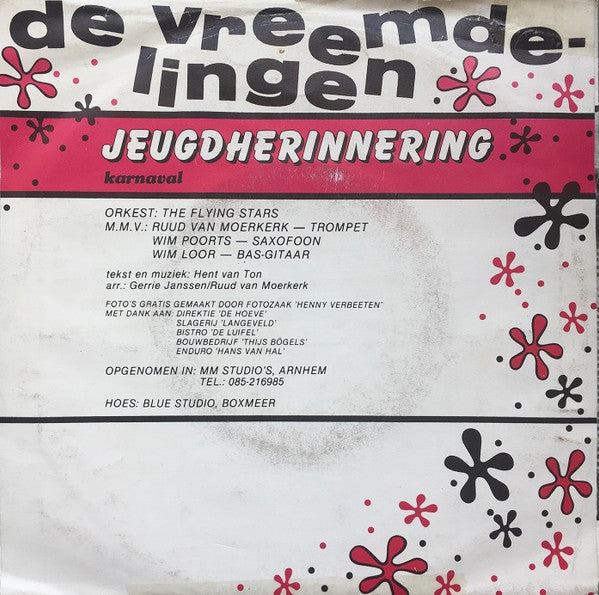 de vreemde-
lingen
JEUGDHERINNERING
karnaval
ORKEST: THE FLYING STARS
M.M.V.: RUUD VAN MOERKERK — TROMPET
WIM POORTS — SAXOFOON
WIM LOOR — BAS-GITAAR
tekst en muziek: Hent van Ton
arr.: Gerrie Janssen/Ruud van Moerkerk
FOTO'S GRATIS GEMAAKT DOOR FOTOZAAK 'HENNY VERBEETEN'
MET DANK AAN: DIREKTIE 'DE HOEVE'
SLAGERIJ 'LANGEVELD'
BISTRO 'DE LUIFEL'
BOUWBEDRIJF 'THIJS BÖGELS'
ENDURO 'HANS VAN HAL'
OPGENOMEN IN: MM STUDIO'S, ARNHEM
TEL.: 085-216985
HOES: BLUE STUDIO, BOXMEER